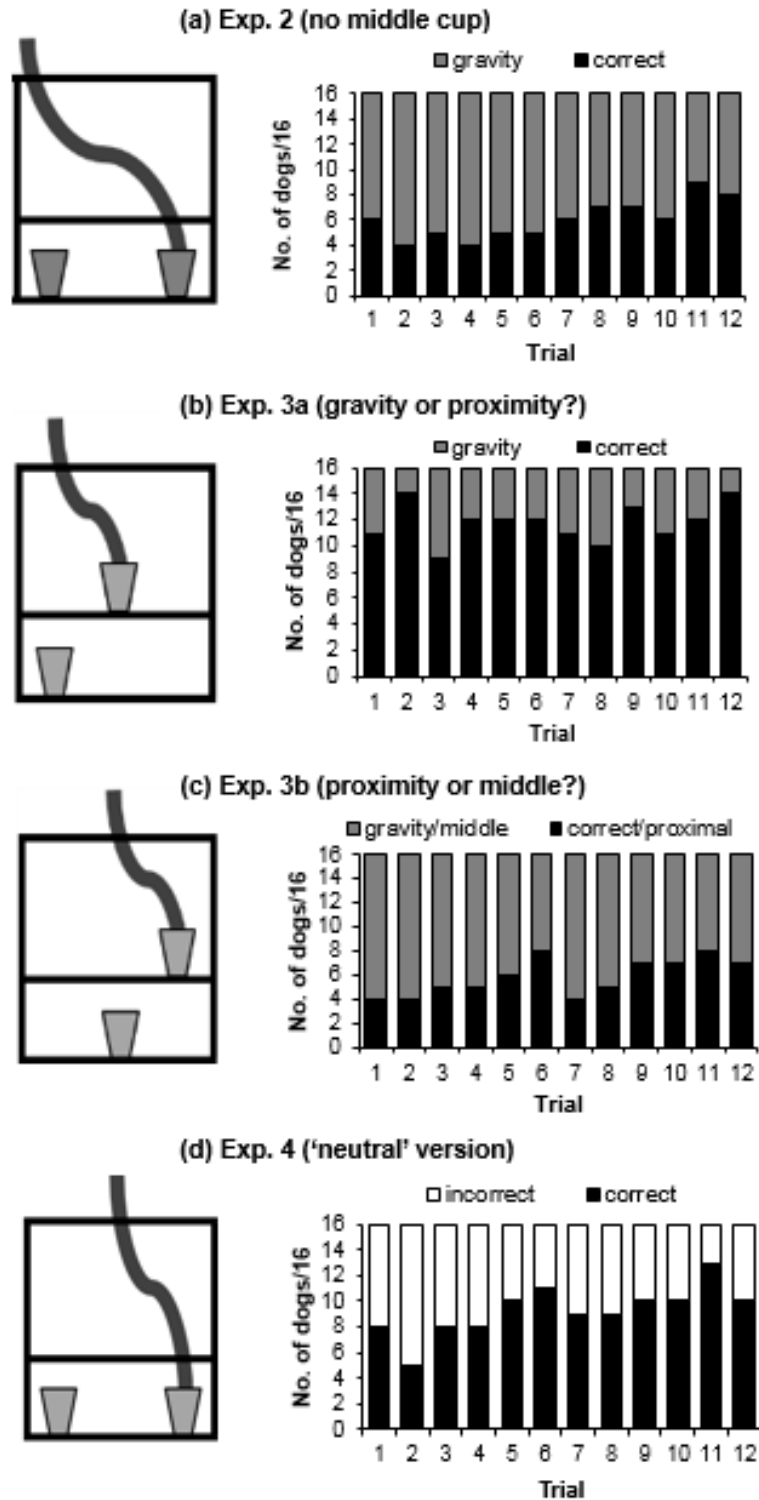 (a) Exp. 2 (no middle cup)
gravity correct
No. of dogs/16
16
14
12
10
8
6
4
2
0
1 2 3 4 5 6 7 8 9 10 11 12
Trial
(b) Exp. 3a (gravity or proximity?)
gravity correct
No. of dogs/16
16
14
12
10
8
6
4
2
0
1 2 3 4 5 6 7 8 9 10 11 12
Trial
(c) Exp. 3b (proximity or middle?)
gravity/middle correct/proximal
No. of dogs/16
16
14
12
10
8
6
4
2
0
1 2 3 4 5 6 7 8 9 10 11 12
Trial
(d) Exp. 4 (‘neutral’ version)
incorrect correct
No. of dogs/16
16
14
12
10
8
6
4
2
0
1 2 3 4 5 6 7 8 9 10 11 12
Trial